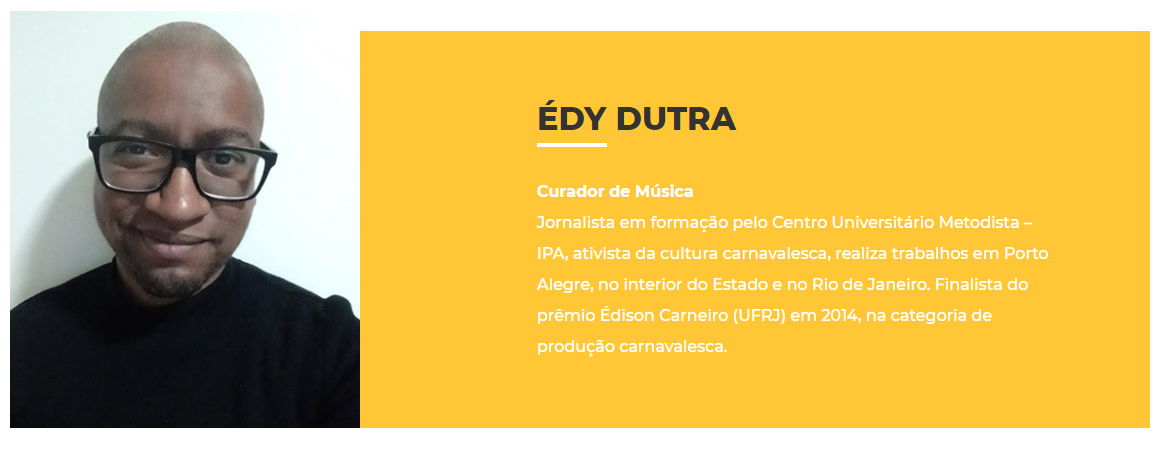 ÉDY DUTRA
Curador de Música
Jornalista em formação pelo Centro Universitário Metodista –
IPA, ativista da cultura carnavalesca, realiza trabalhos em Porto
Alegre, no interior do Estado e no Rio de Janeiro. Finalista do
prêmio Édison Carneiro (UFRJ) em 2014, na categoria de
produção carnavalesca.